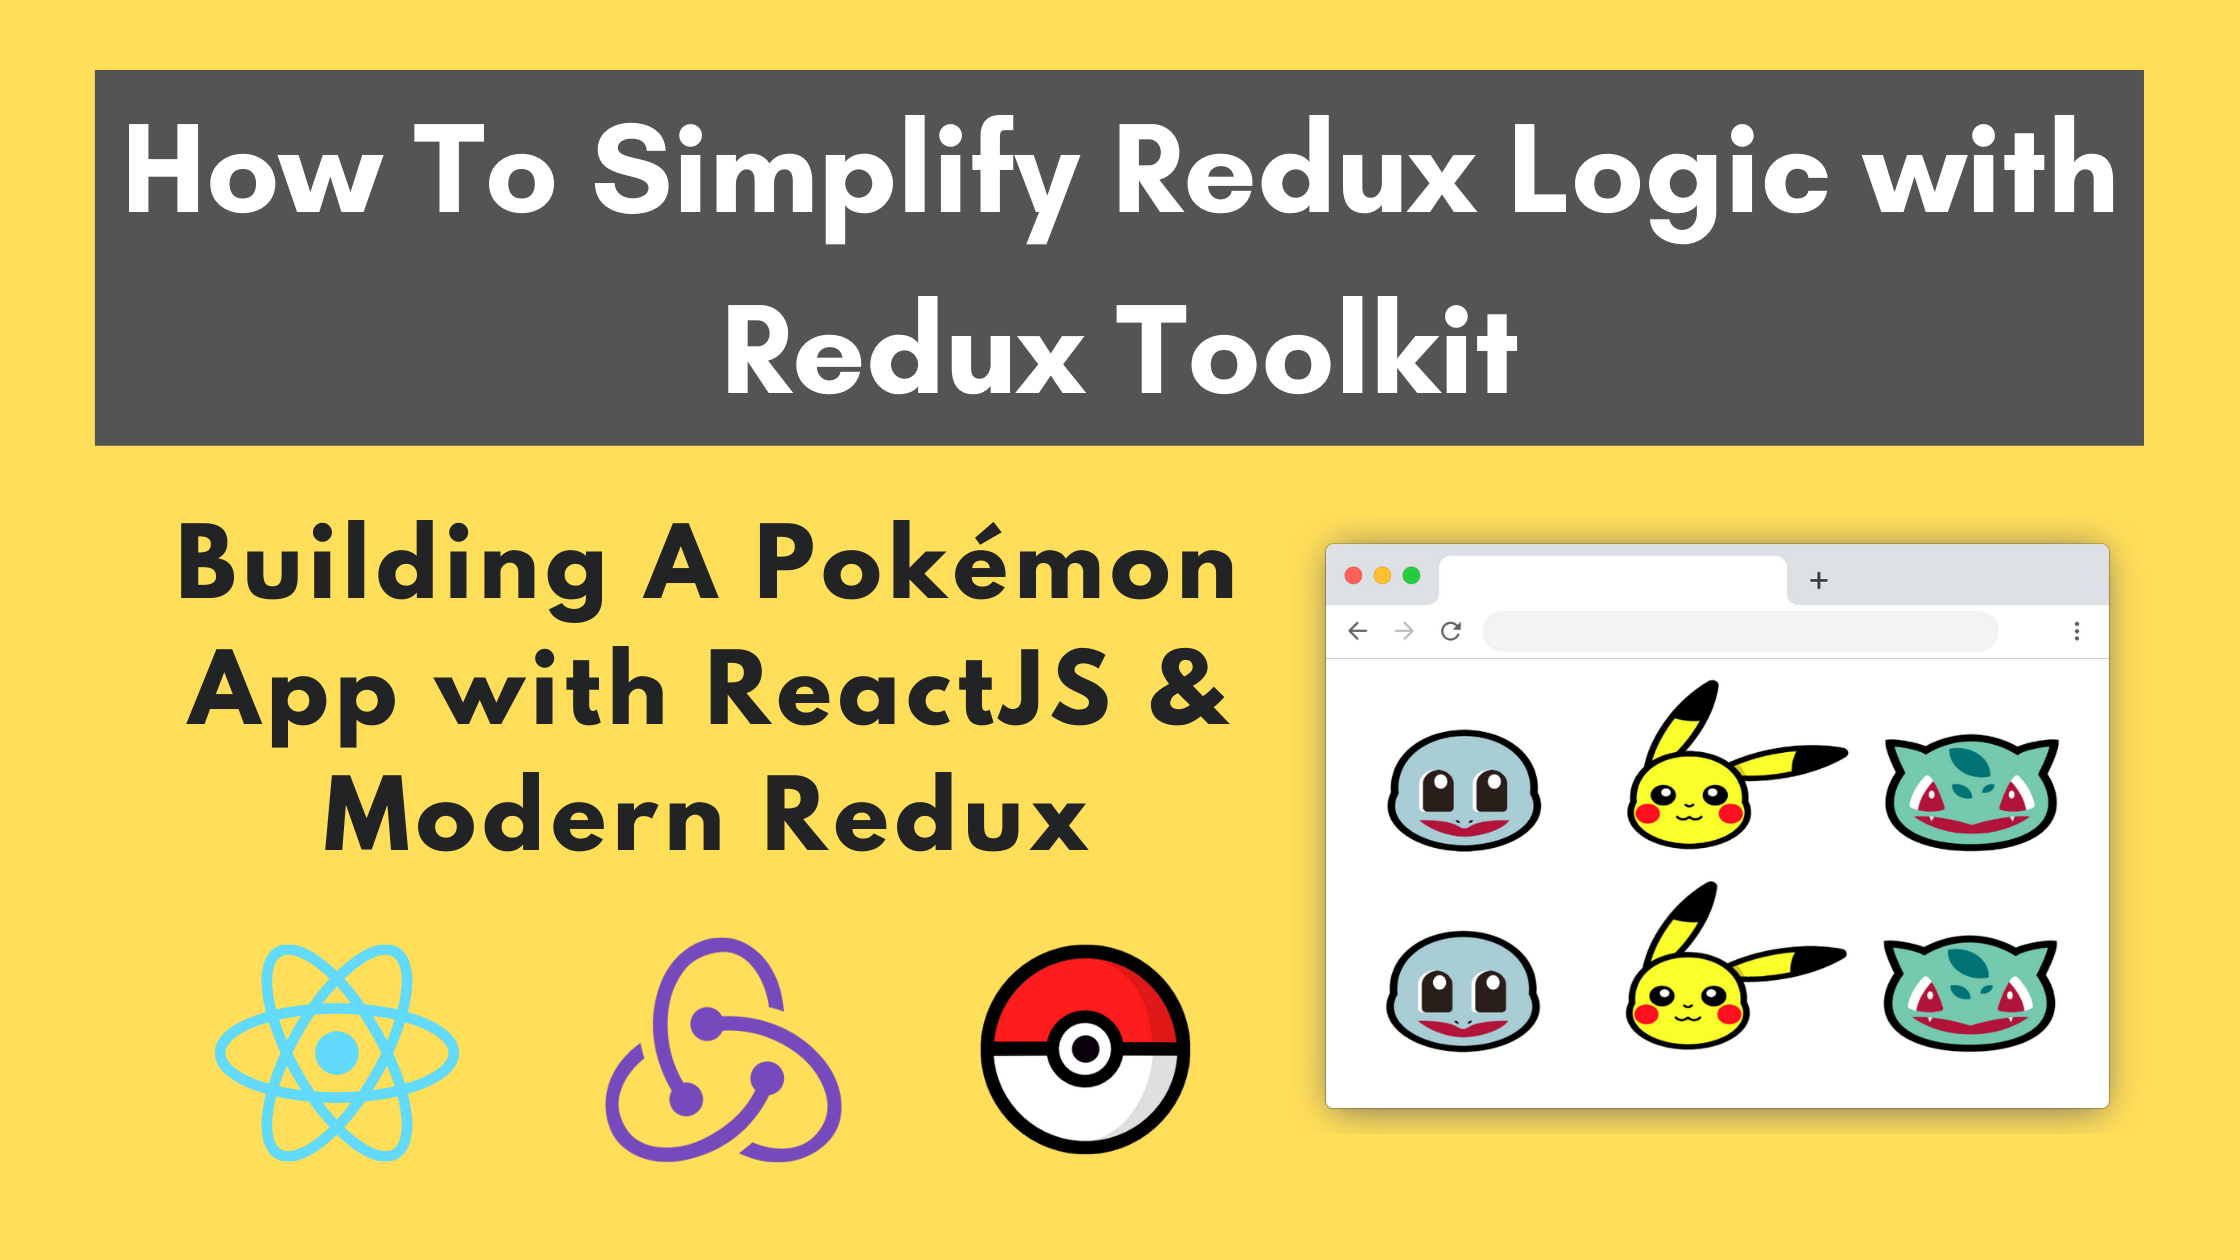 How To Simplify Redux Logic with
Redux Toolkit
Building A Pokémon
App with ReactJS &
Modern Redux